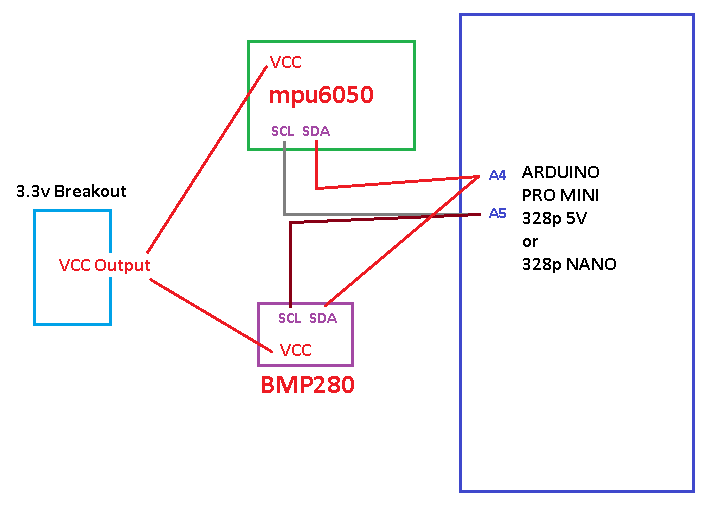 VCC
mpu6050
SCL SDA
3.3v Breakout
VCC Output
A4
A5
ARDUINO
PRO MINI
328p 5V
or
328p NANO
SCL SDA
VCC
BMP280